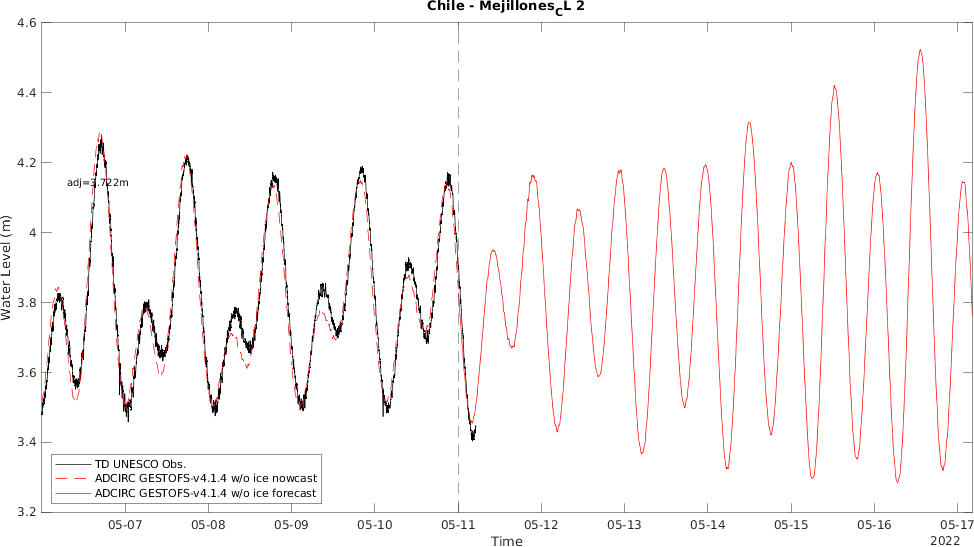 Chile - Mejillones_CL 2
4.6
4.4
4.2
4
3.8
3.6
3.4
3.2
Water Level (m)
adj=3.722m
TD UNESCO Obs.
ADCIRC GESTOFS-v4.1.4 w/o ice nowcast
ADCIRC GESTOFS-v4.1.4 w/o ice forecast
05-07 05-08 05-09 05-10 05-11 05-12 05-13 05-14 05-15 05-16 05-17
Time
2022